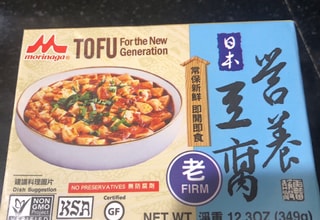 morinaga
TOFU For the New
Generation
日本
營養豆腐
常保新鮮 即開即食
建議料理圖片
Dish Suggestion
NO PRESERVATIVES 無防腐劑
老
FIRM
NON
GMO
KSA
Certified
GF
NET WT. 淨重 12.3OZ (349g)